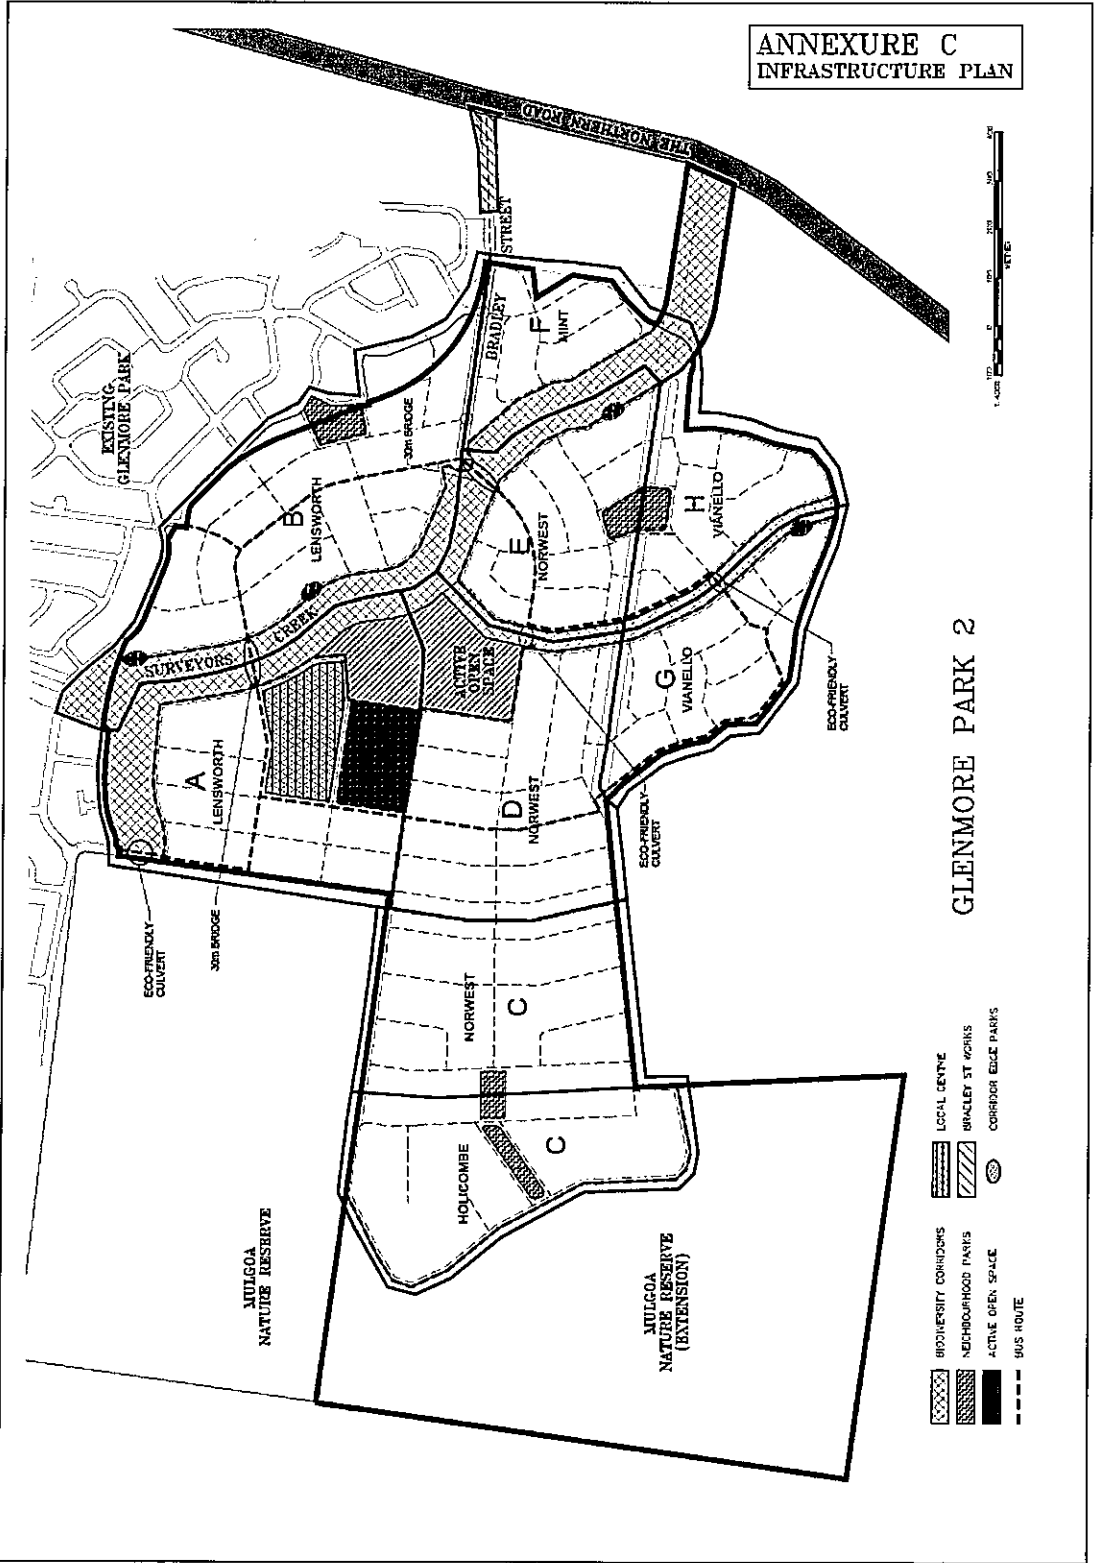 ANNEXURE C
INFRASTRUCTURE PLAN
THE NORTHERN ROAD
STREET
BRADLEY
EXISTING
GLENMORE PARK
F
MINT
30m BRIDGE
B
LENSWORTH
E
NORWEST
H
VIANELLO
SURVEYORS
CREEK
ACTIVE
OPEN
SPACE
G
VIANELLO
A
LENSWORTH
D
NORWEST
ECO-FRIENDLY
CULVERT
ECO-FRIENDLY
CULVERT
ECO-FRIENDLY
CULVERT
30m BRIDGE
NORWEST
C
HOLICOMBE
C
MULGOA
NATURE RESERVE
MULGOA
NATURE RESERVE
(EXTENSION)
GLENMORE PARK 2
BIODIVERSITY CORRIDORS
NEIGHBOURHOOD PARKS
ACTIVE OPEN SPACE
BUS ROUTE
LOCAL CENTRE
BRADLEY ST WORKS
CORRIDOR EDGE PARKS
METRES